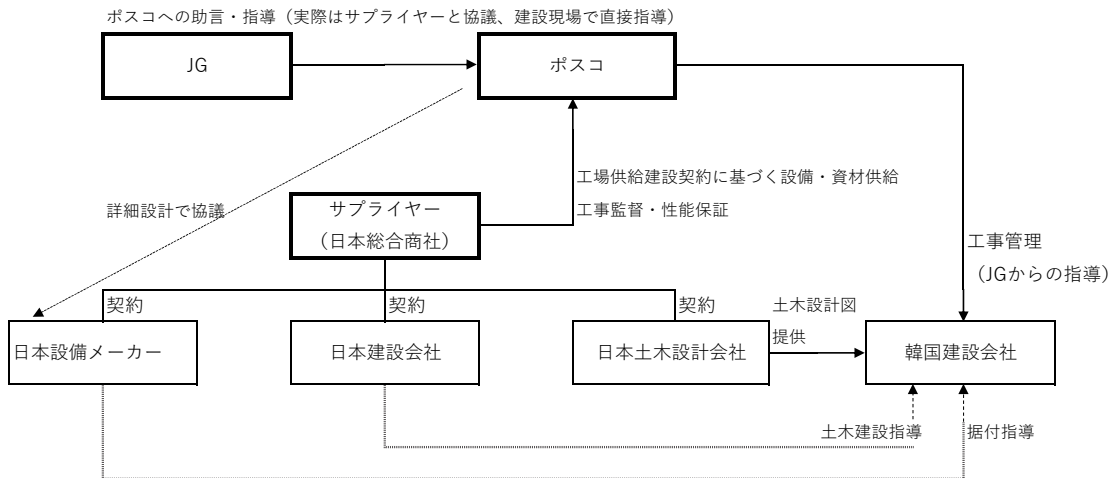 ポスコへの助言・指導（実際はサプライヤーと協議、建設現場で直接指導）
JG
ポスコ
工場供給建設契約に基づく設備・資材供給
工事監督・性能保証
詳細設計で協議
サプライヤー
（日本総合商社）
工事管理
（JGからの指導）
契約
契約
契約
土木設計図
提供
日本設備メーカー
日本建設会社
日本土木設計会社
韓国建設会社
土木建設指導
据付指導